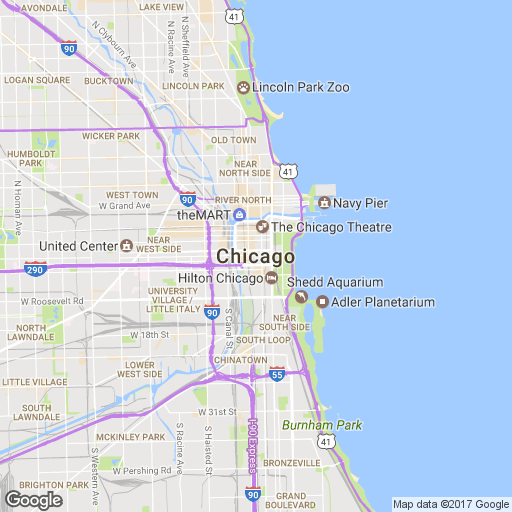 AVONDALE
LAKE VIEW
41
90
N Clybourn Ave
N Racine Ave
N Sheffield Ave
LOGAN SQUARE
BUCKTOWN
LINCOLN PARK
Lincoln Park Zoo
WICKER PARK
OLD TOWN
HUMBOLDT
PARK
NEAR
NORTH SIDE
41
N Homan Ave
WEST TOWN
90
RIVER NORTH
W Grand Ave
theMART
Navy Pier
The Chicago Theatre
United Center
NEAR
WEST SIDE
Chicago
290
Hilton Chicago
Shedd Aquarium
UNIVERSITY
VILLAGE /
LITTLE ITALY
W Roosevelt Rd
Adler Planetarium
90
S Canal St
NEAR
SOUTH SIDE
NORTH
LAWNDALE
W 18th St
SOUTH LOOP
LOWER
WEST SIDE
CHINATOWN
55
LITTLE VILLAGE
SOUTH
LAWNDALE
W 31st St
Burnham Park
I-90 Express
MCKINLEY PARK
S Racine Ave
S Halsted St
41
S Western Ave
W Pershing Rd
BRONZEVILLE
BRIGHTON PARK
90
GRAND
BOULEVARD
Google
Map data ©2017 Google